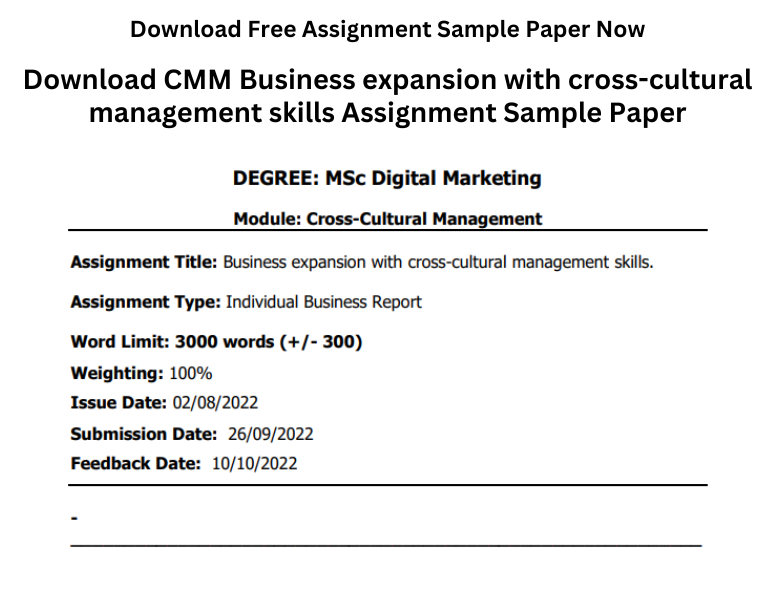 Download Free Assignment Sample Paper Now
Download CMM Business expansion with cross-cultural
management skills Assignment Sample Paper
DEGREE: MSc Digital Marketing
Module: Cross-Cultural Management
Assignment Title: Business expansion with cross-cultural management skills.
Assignment Type: Individual Business Report
Word Limit: 3000 words (+/- 300)
Weighting: 100%
Issue Date: 02/08/2022
Submission Date: 26/09/2022
Feedback Date: 10/10/2022
-